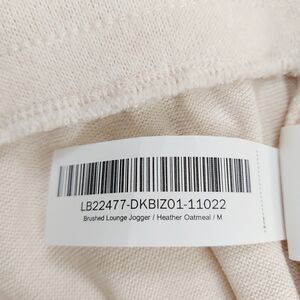 LB22477-DKBIZ01-11022
Brushed Lounge Jogger / Heather Oatmeal / M